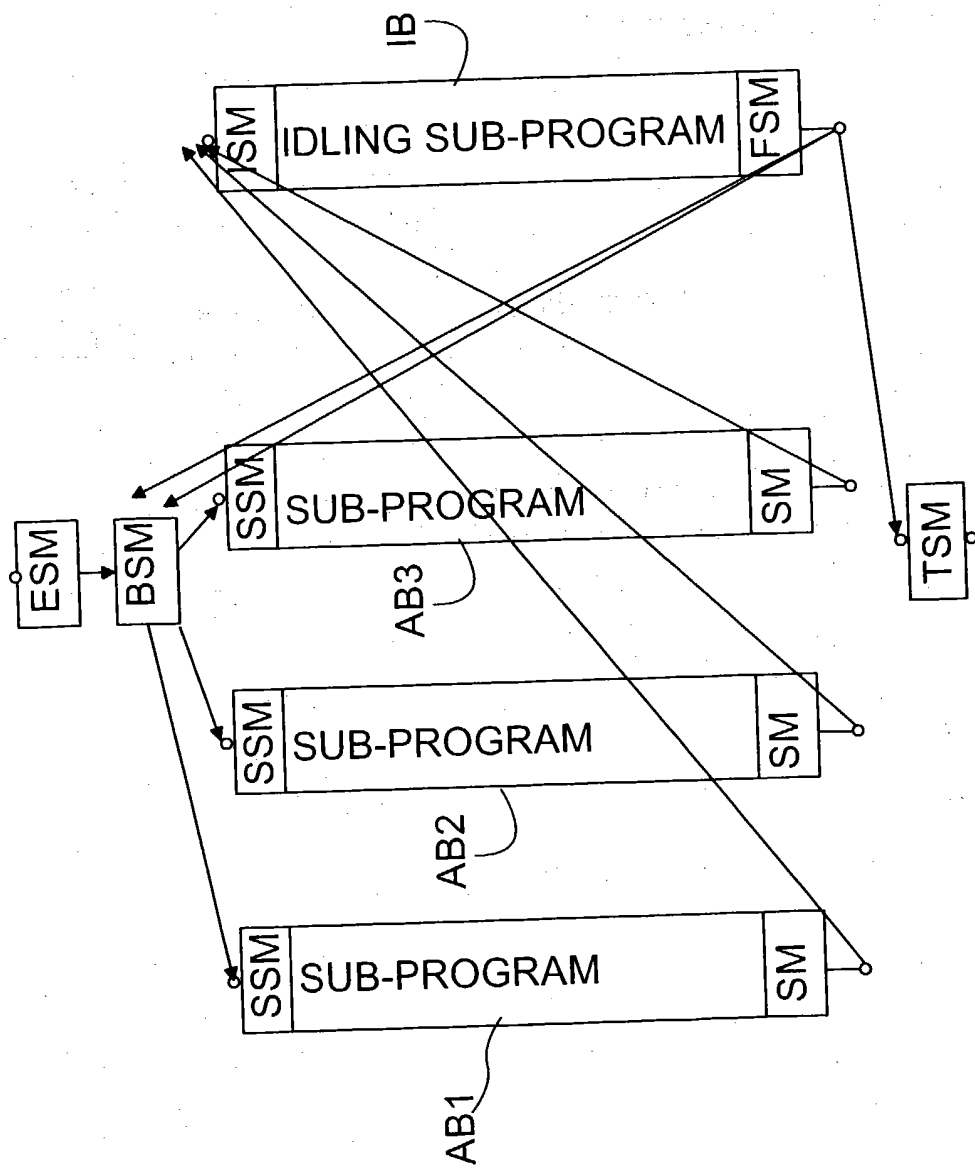 ESM
BSM
SSM
SUB-PROGRAM
SM
AB1
SSM
SUB-PROGRAM
SM
AB2
SSM
SUB-PROGRAM
SM
AB3
ISM
IDLING SUB-PROGRAM
FSM
IB
TSM